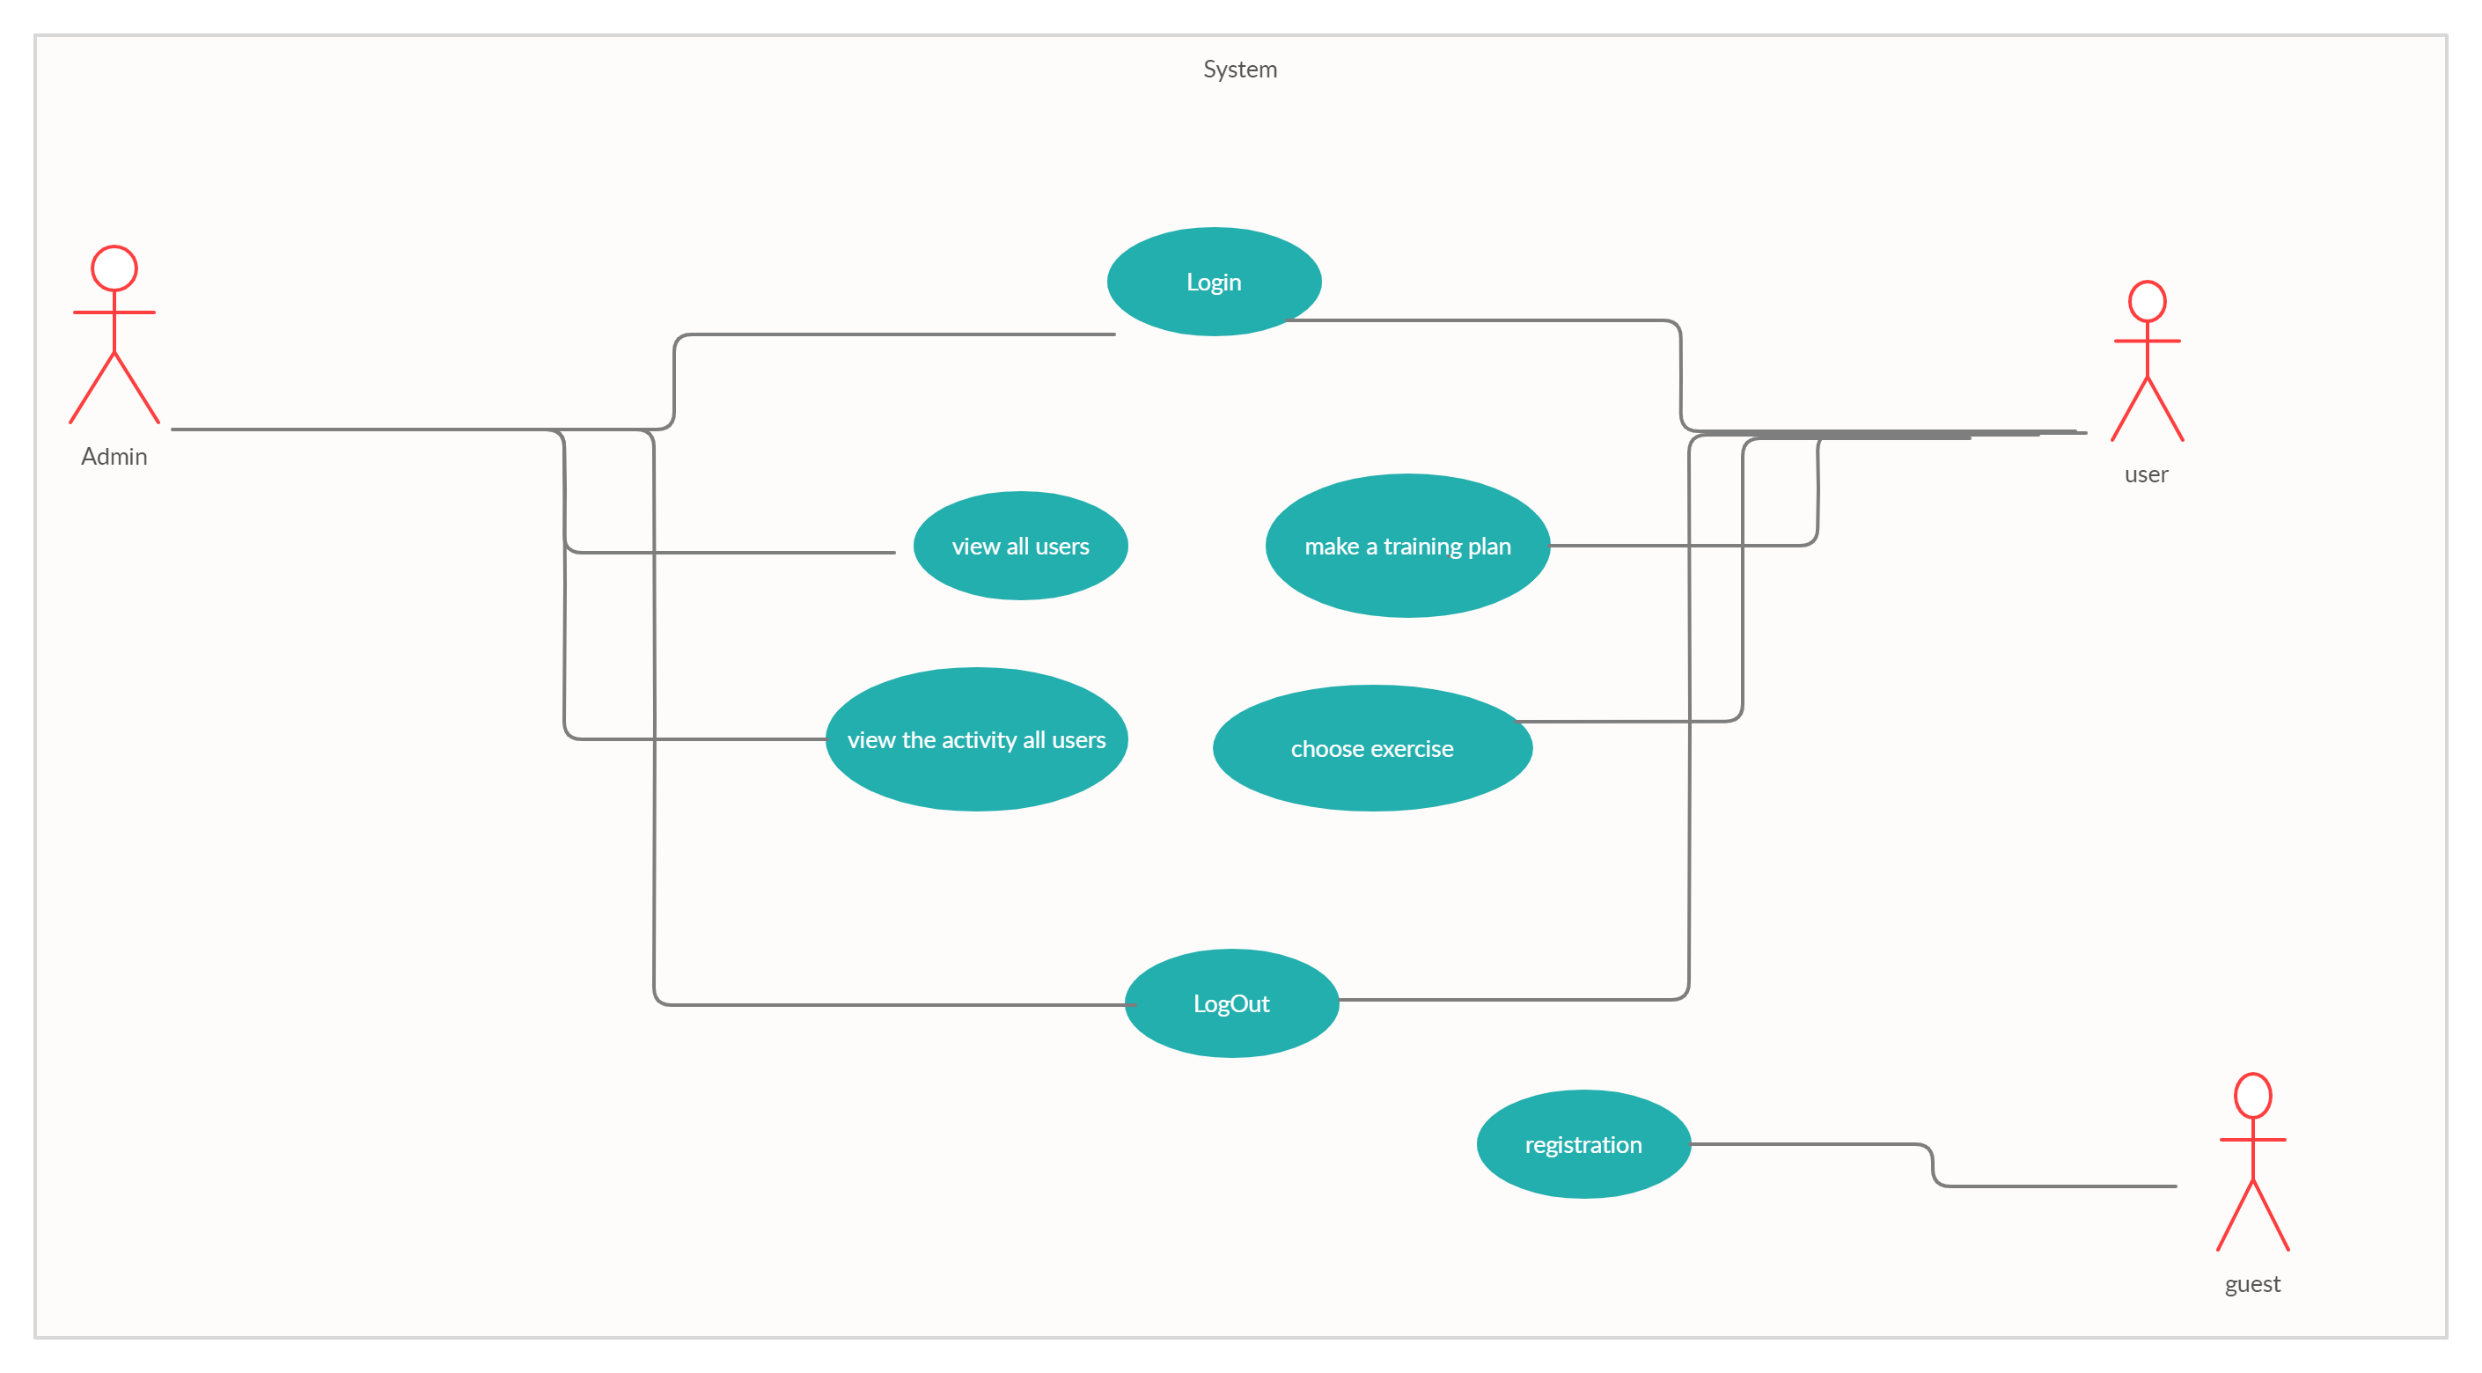 System
Login
Admin
user
view all users
make a training plan
view the activity all users
choose exercise
LogOut
registration
guest